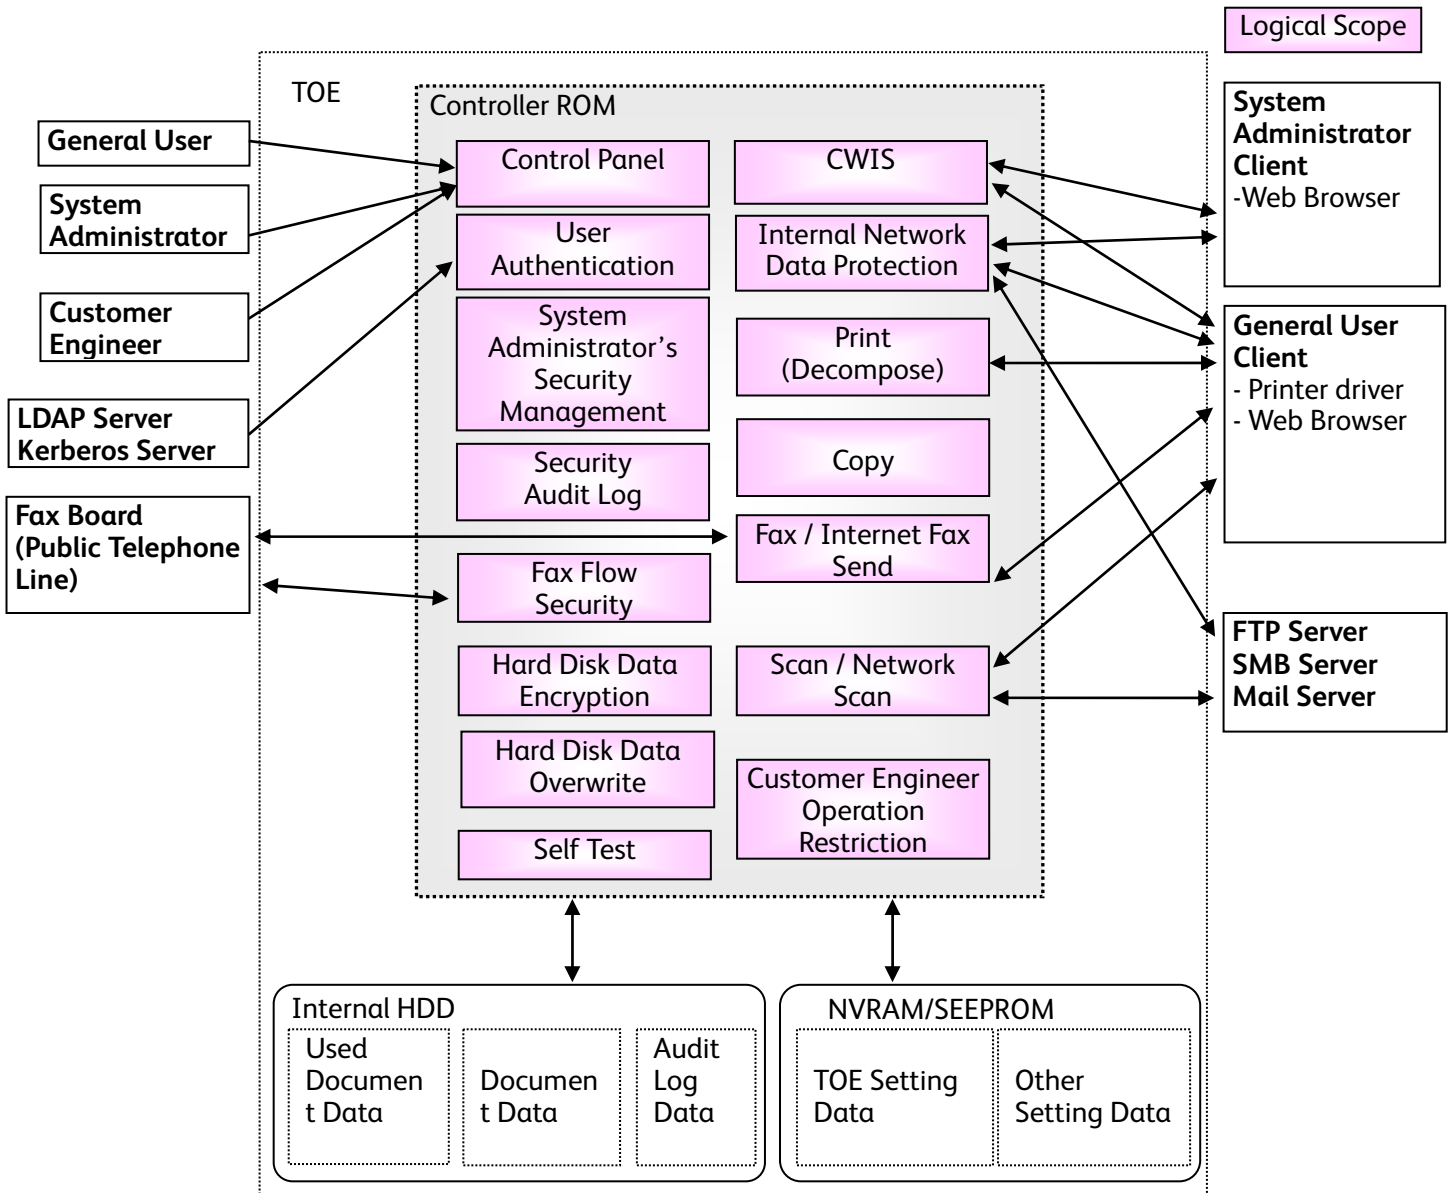 Logical Scope
TOE
Controller ROM
General User
System
Administrator
Customer
Engineer
LDAP Server
Kerberos Server
Fax Board
(Public Telephone
Line)
Control Panel
User
Authentication
System
Administrator’s
Security
Management
Security
Audit Log
Fax Flow
Security
Hard Disk Data
Encryption
Hard Disk Data
Overwrite
Self Test
CWIS
Internal Network
Data Protection
Print
(Decompose)
Copy
Fax / Internet Fax
Send
Scan / Network
Scan
Customer Engineer
Operation
Restriction
System
Administrator
Client
-Web Browser
General User
Client
- Printer driver
- Web Browser
FTP Server
SMB Server
Mail Server
Internal HDD
Used
Documen
t Data
Documen
t Data
Audit
Log
Data
NVRAM/SEEPROM
TOE Setting
Data
Other
Setting Data